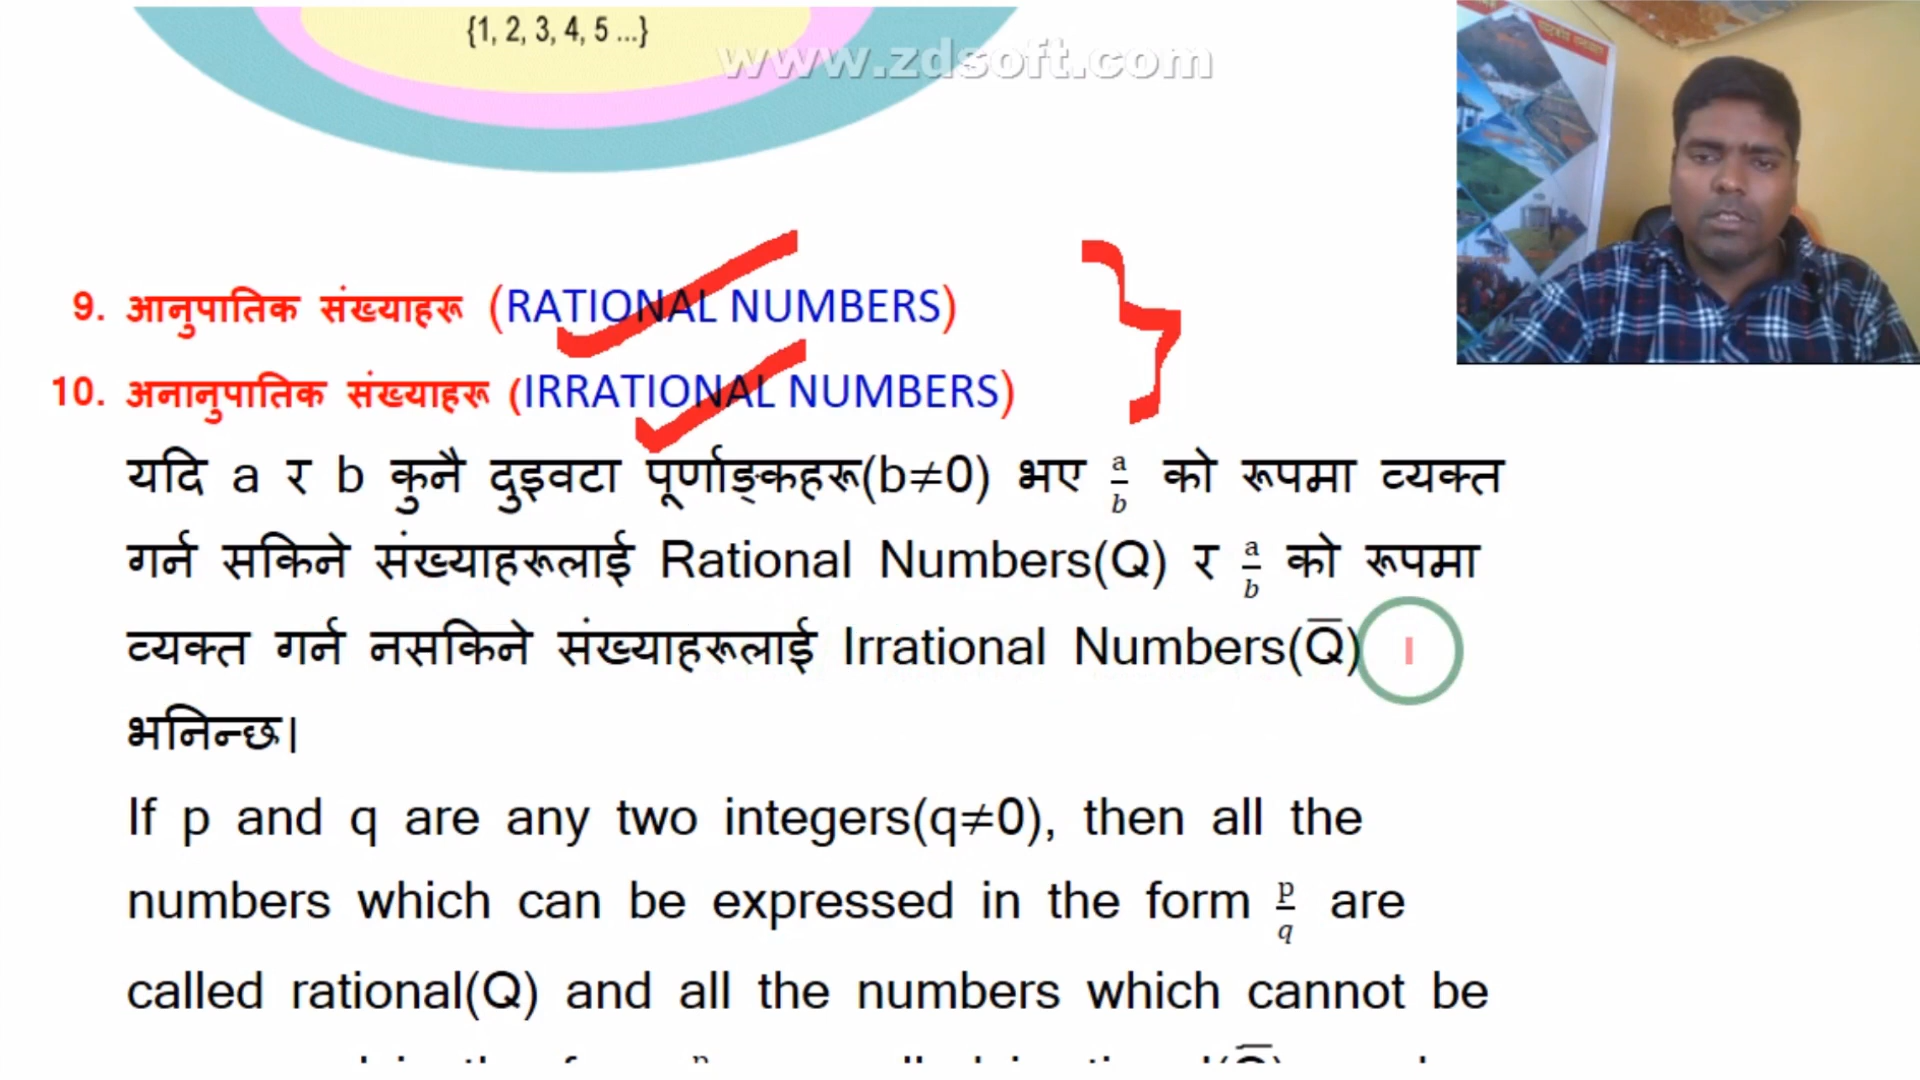 {1, 2, 3, 4, 5 ...}
www.zdsoft.com
9. आनुपातिक संख्याहरू (RATIONAL NUMBERS)
10. अनानुपातिक संख्याहरू (IRRATIONAL NUMBERS)
यदि a र b कुनै दुइवटा पूर्णाङ्कहरू(b≠0) भए a/b को रूपमा व्यक्त
गर्न सकिने संख्याहरूलाई Rational Numbers(Q) र a/b को रूपमा
व्यक्त गर्न नसकिने संख्याहरूलाई Irrational Numbers(Q̅)
भनिन्छ।
If p and q are any two integers(q≠0), then all the
numbers which can be expressed in the form p/q are
called rational(Q) and all the numbers which cannot be